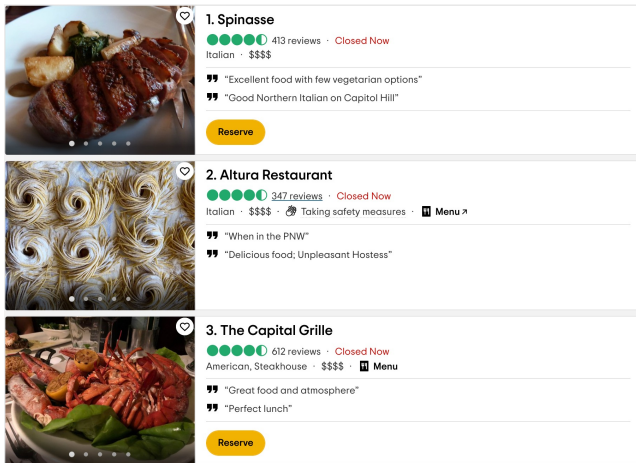 1. Spinasse
413 reviews · Closed Now
Italian · $$$$
"Excellent food with few vegetarian options"
"Good Northern Italian on Capitol Hill"
Reserve
2. Altura Restaurant
347 reviews · Closed Now
Italian · $$$$ · Taking safety measures · Menu ↗
"When in the PNW"
"Delicious food; Unpleasant Hostess"
3. The Capital Grille
612 reviews · Closed Now
American, Steakhouse · $$$$ · Menu
"Great food and atmosphere"
"Perfect lunch"
Reserve